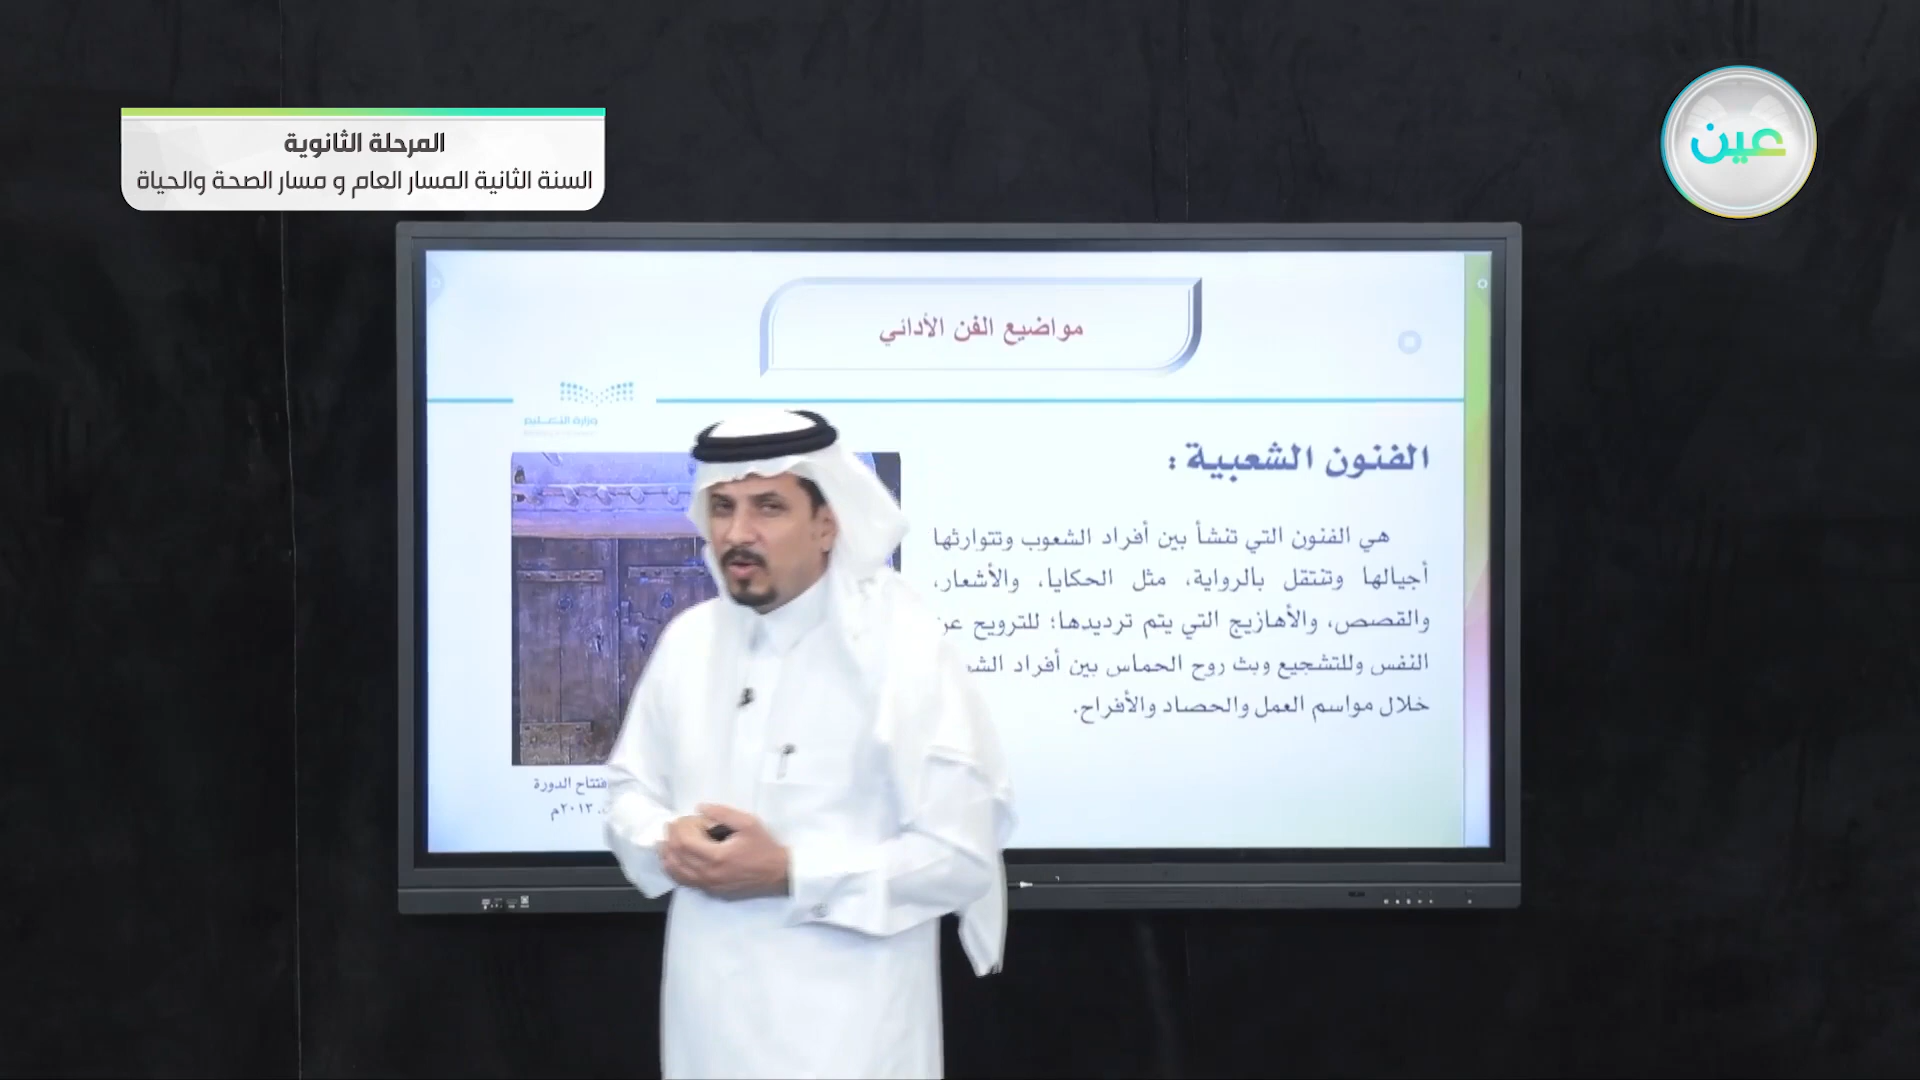 المرحلة الثانوية
السنة الثانية المسار العام و مسار الصحة والحياة
عين
مواضيع الفن الأدائي
وزارة التعليم
الفنون الشعبية :
هي الفنون التي تنشأ بين أفراد الشعوب وتتوارثها
أجيالها وتنتقل بالرواية، مثل الحكايا، والأشعار،
والقصص، والأهازيج التي يتم ترديدها؛ للترويح عن
النفس وللتشجيع وبث روح الحماس بين أفراد
خلال مواسم العمل والحصاد والأفراح.
الدورة
٢٠١٣م